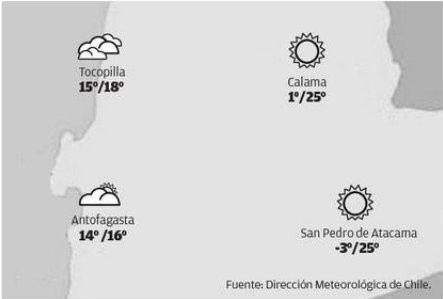 Tocopilla
15º/18º
Calama
1º/25º
Antofagasta
14º /16º
San Pedro de Atacama
-3º/25º
Fuente: Dirección Meteorológica de Chile.